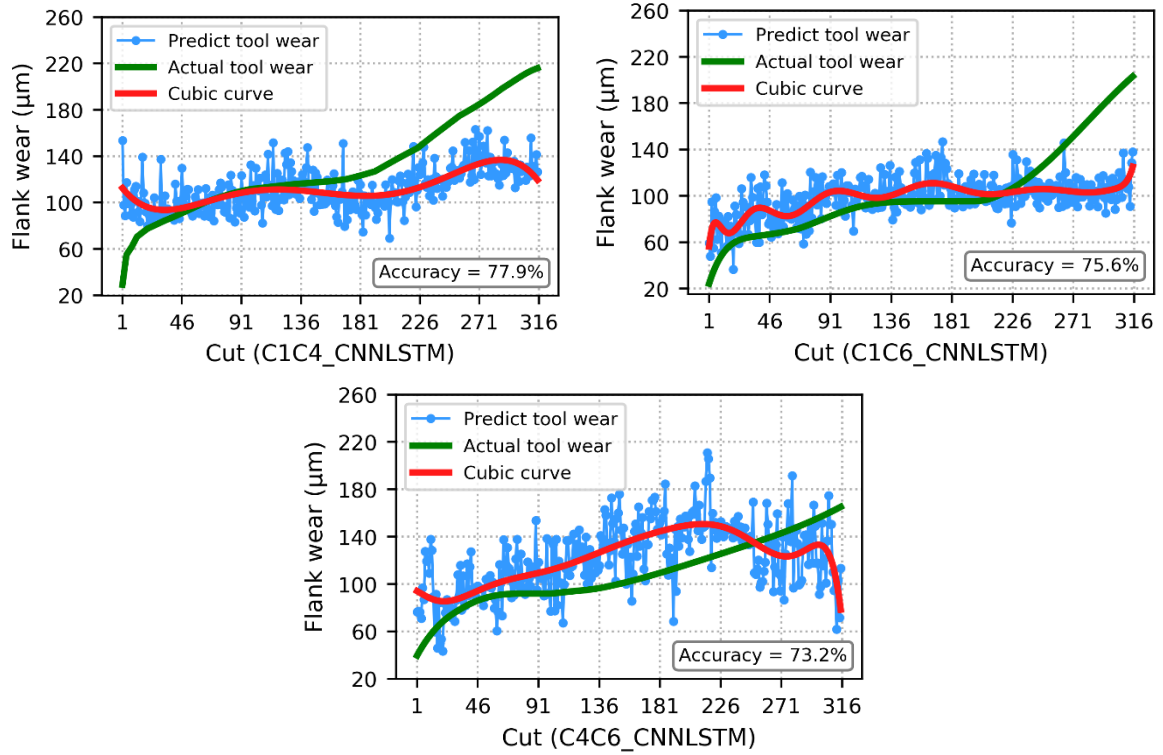 260
220
180
140
100
60
20
Flank wear (μm)
Predict tool wear
Actual tool wear
Cubic curve
Accuracy = 77.9%
1 46 91 136 181 226 271 316
Cut (C1C4_CNNLSTM)
260
220
180
140
100
60
20
Flank wear (μm)
Predict tool wear
Actual tool wear
Cubic curve
Accuracy = 75.6%
1 46 91 136 181 226 271 316
Cut (C1C6_CNNLSTM)
260
220
180
140
100
60
20
Flank wear (μm)
Predict tool wear
Actual tool wear
Cubic curve
Accuracy = 73.2%
1 46 91 136 181 226 271 316
Cut (C4C6_CNNLSTM)